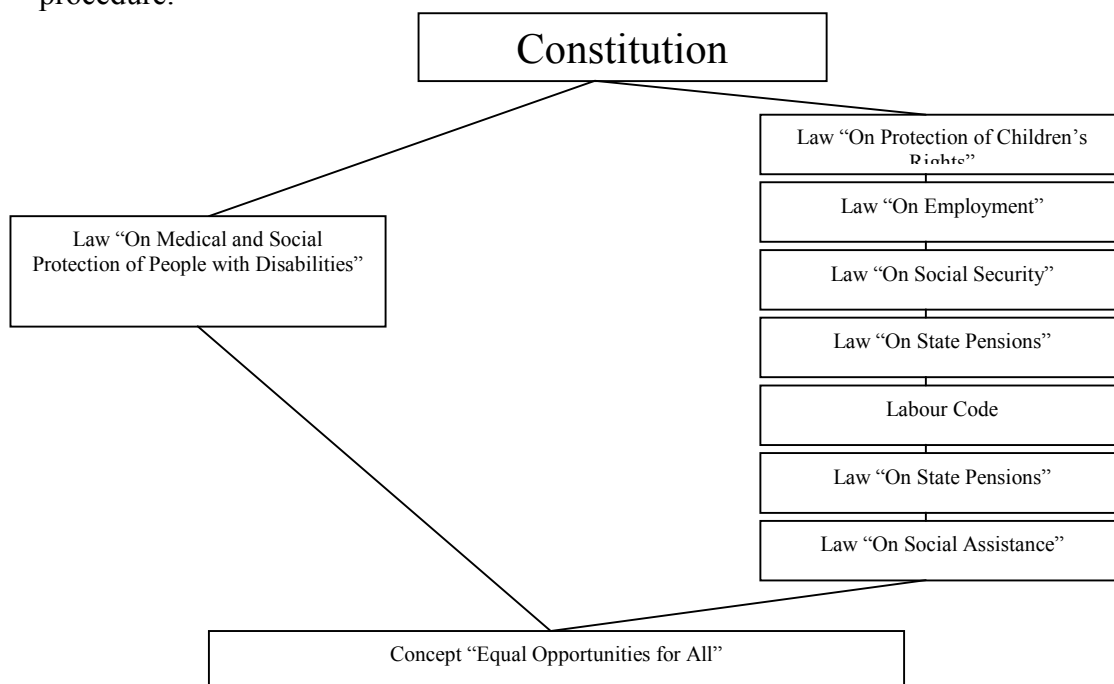 procedure.
Constitution
Law “On Protection of Children’s
Rights”
Law “On Employment”
Law “On Medical and Social
Protection of People with Disabilities”
Law “On Social Security”
Law “On State Pensions”
Labour Code
Law “On State Pensions”
Law “On Social Assistance”
Concept “Equal Opportunities for All”